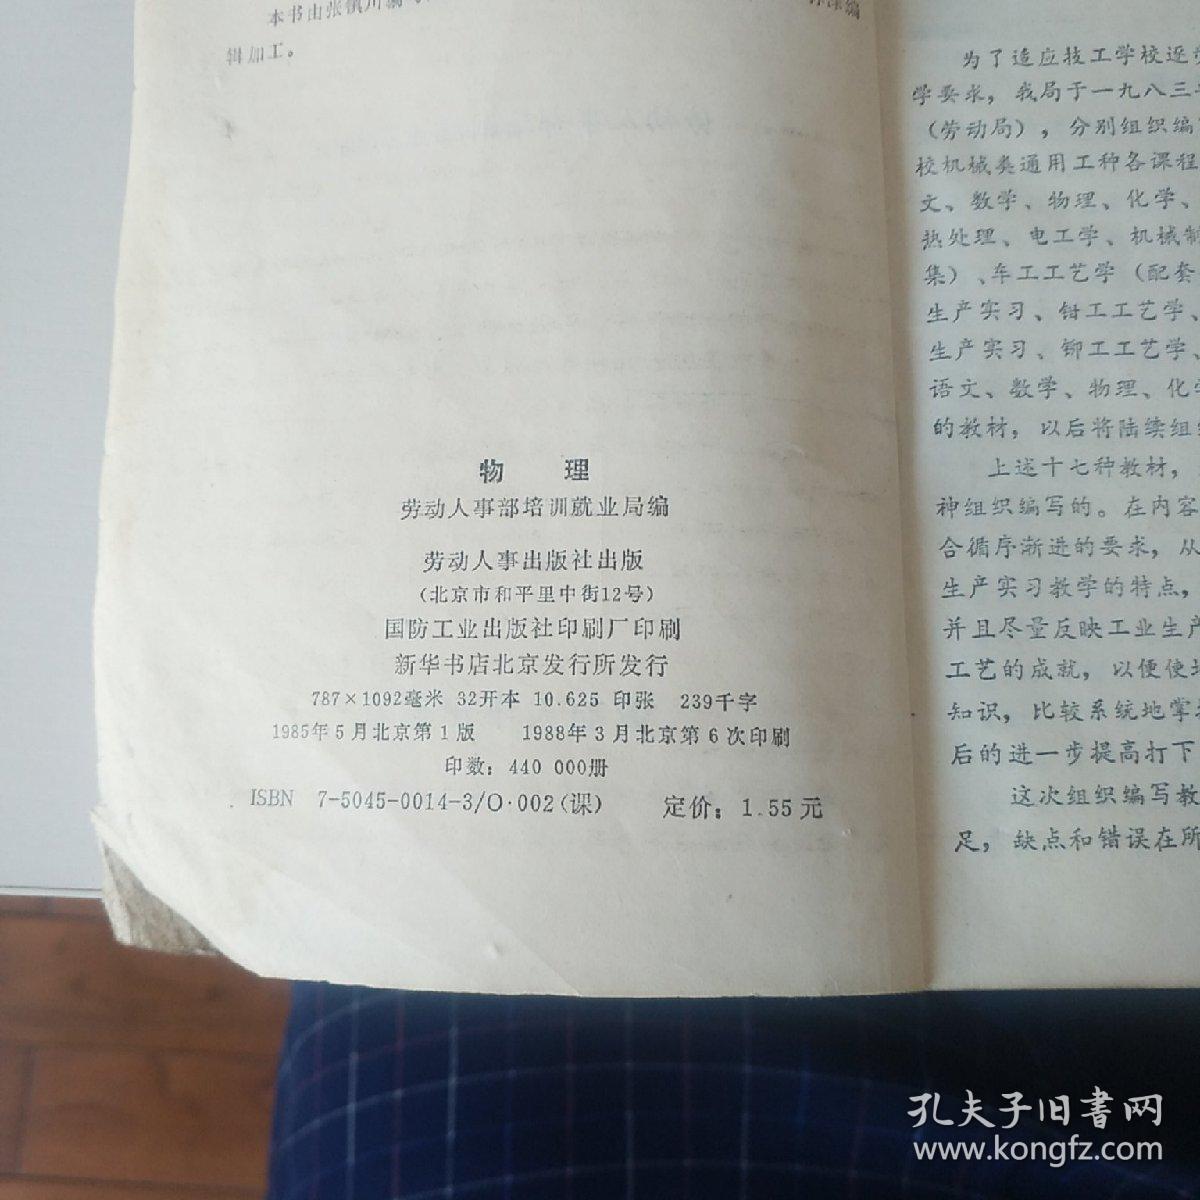 本书由张慎川编
编
辑加工。
物 理
劳动人事部培训就业局编
劳动人事出版社出版
（北京市和平里中街12号）
国防工业出版社印刷厂印刷
新华书店北京发行所发行
787×1092毫米 32开本 10.625 印张 239千字
1985年5月北京第1版 1988年3月北京第6次印刷
印数：440 000册
ISBN 7-5045-0014-3/O·002（课） 定价：1.55元
为了适应技工学校逐
学要求，我局于一九八三
（劳动局），分别组织编
校机械类通用工种各课程
文、数学、物理、化学、
热处理、电工学、机械制
集）、车工工艺学（配套
生产实习、钳工工艺学、
生产实习、铆工工艺学、
语文、数学、物理、化学
的教材，以后将陆续组
上述十七种教材，
神组织编写的。在内容
合循序渐进的要求，从
生产实习教学的特点，
并且尽量反映工业生产
工艺的成就，以便使
知识，比较系统地掌
后的进一步提高打下
这次组织编写教
足，缺点和错误在所
孔夫子旧书网
www.kongfz.com